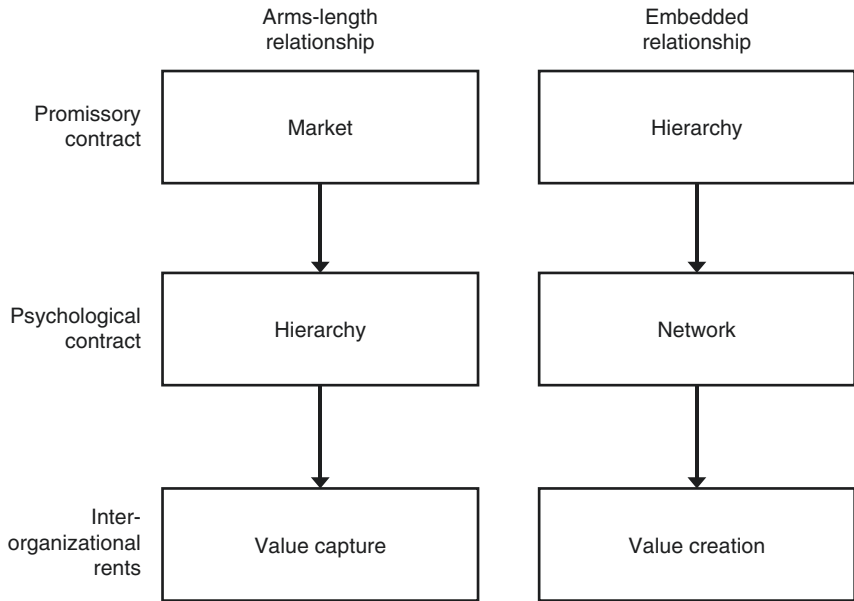 Arms-length
relationship
Embedded
relationship
Promissory
contract
Market
Hierarchy
Psychological
contract
Hierarchy
Network
Inter-
organizational
rents
Value capture
Value creation